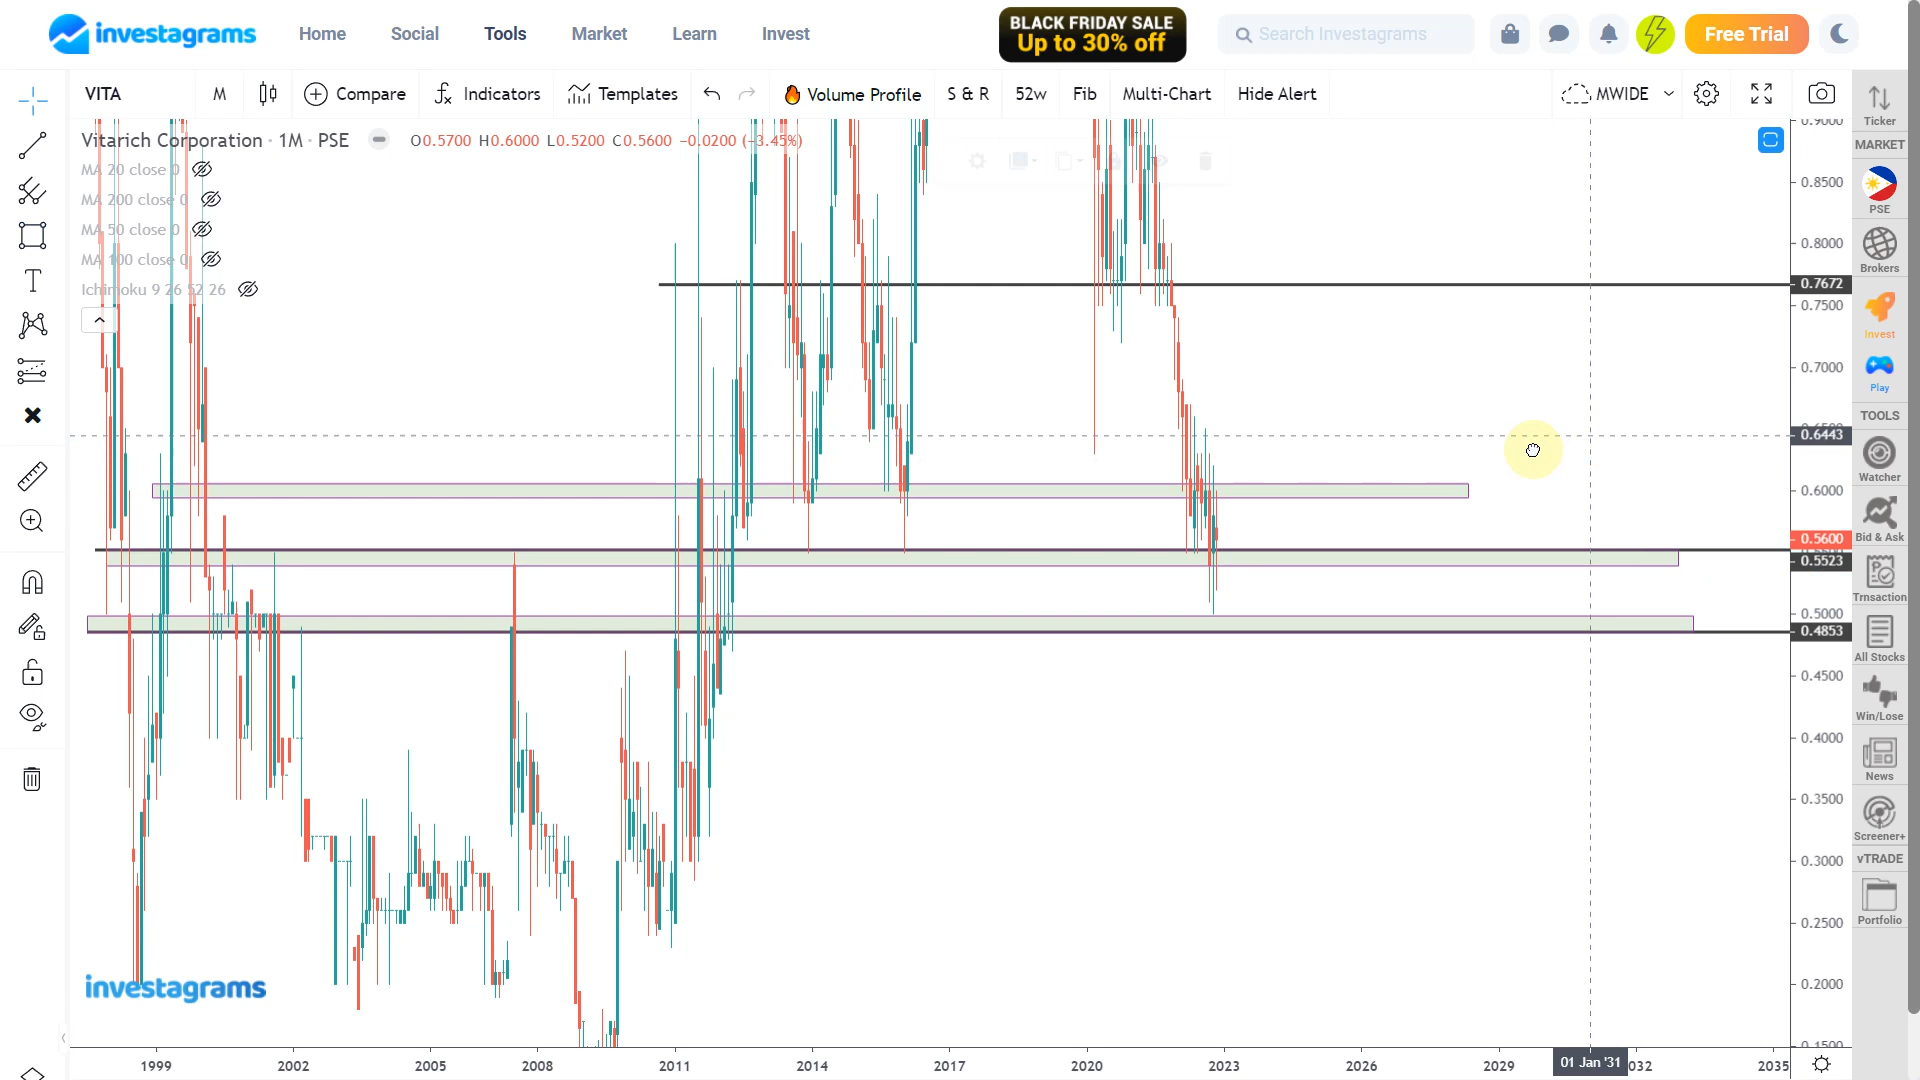 investagrams Home Social Tools Market Learn Invest
BLACK FRIDAY SALE
Up to 30% off
Search Investagrams
Free Trial
VITA M Compare Indicators Templates Volume Profile S & R 52w Fib Multi-Chart Hide Alert MWIDE
Vitarich Corporation · 1M · PSE O0.5700 H0.6000 L0.5200 C0.5600 −0.0200 (−3.45%)
MA 20 close 0
MA 200 close 0
MA 50 close 0
MA 100 close 0
Ichimoku 9 26 52 26
0.9000
0.8500
0.8000
0.7672
0.7500
0.7000
0.6443
0.6000
0.5600
0.5523
0.5000
0.4853
0.4500
0.4000
0.3500
0.3000
0.2500
0.2000
0.1500
investagrams
1999 2002 2005 2008 2011 2014 2017 2020 2023 2026 2029 01 Jan '31 032 2035
Ticker
MARKET
PSE
Brokers
Invest
Play
TOOLS
Watcher
Bid & Ask
Trnsaction
All Stocks
Win/Lose
News
Screener+
vTRADE
Portfolio